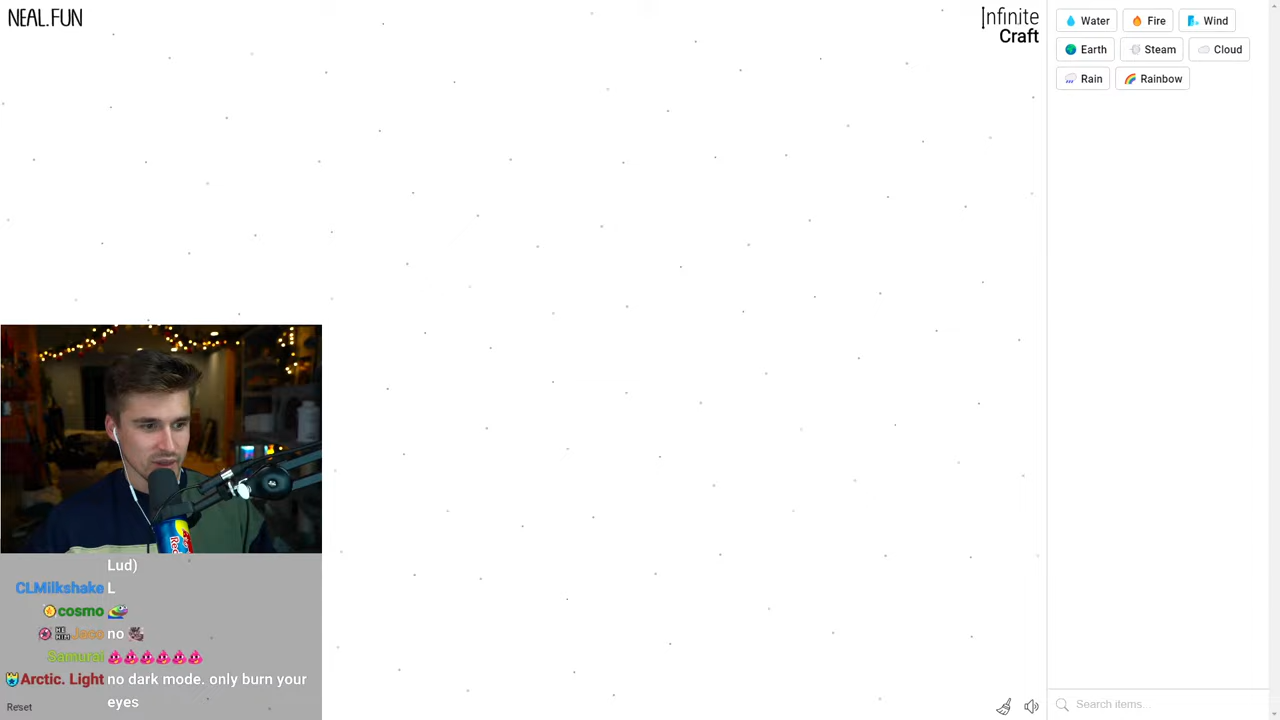 NEAL.FUN
Infinite
Craft
Water
Fire
Wind
Earth
Steam
Cloud
Rain
Rainbow
Lud)
CLMilkshake L
cosmo
Jaco no
Samurai
Arctic. Light no dark mode. only burn your
eyes
Reset
Search items...